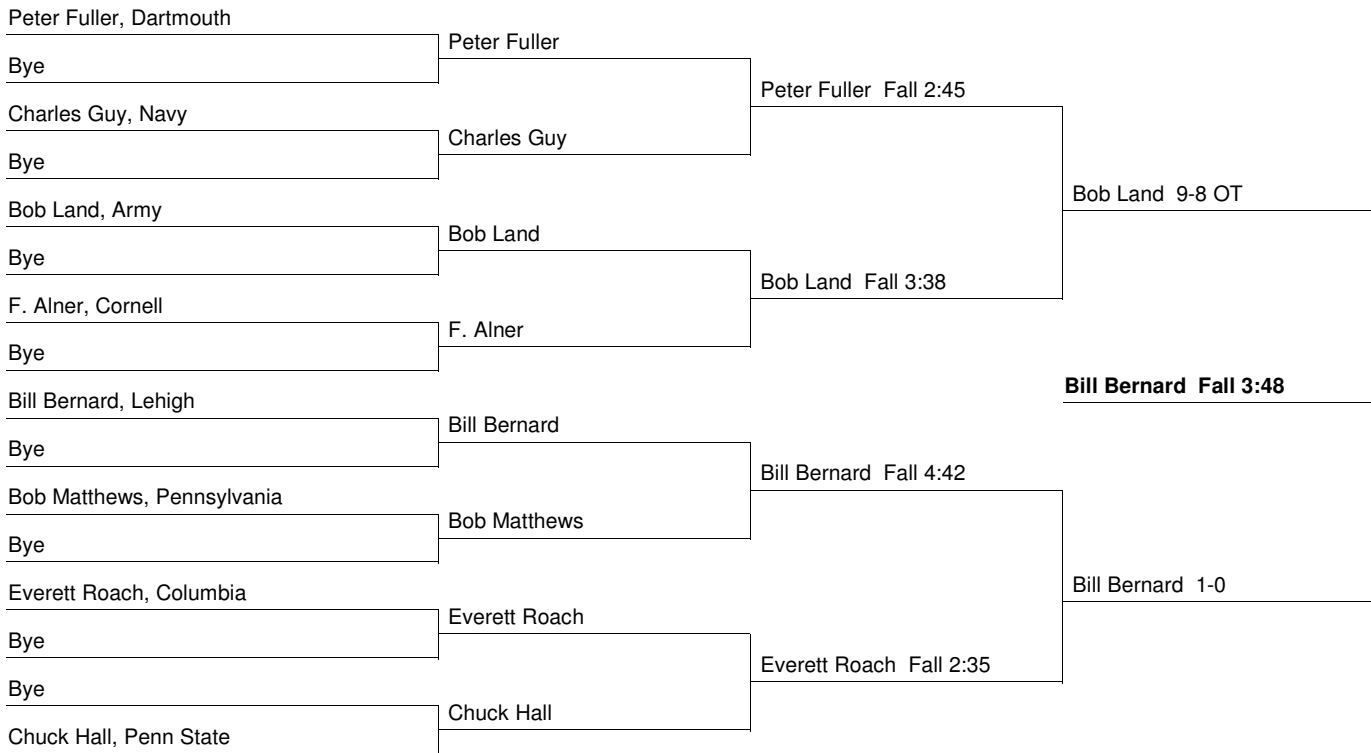 Peter Fuller, Dartmouth
Bye
Charles Guy, Navy
Bye
Bob Land, Army
Bye
F. Alner, Cornell
Bye
Bill Bernard, Lehigh
Bye
Bob Matthews, Pennsylvania
Bye
Everett Roach, Columbia
Bye
Bye
Chuck Hall, Penn State
Peter Fuller
Charles Guy
Bob Land
F. Alner
Bill Bernard
Bob Matthews
Everett Roach
Chuck Hall
Peter Fuller Fall 2:45
Bob Land Fall 3:38
Bill Bernard Fall 4:42
Everett Roach Fall 2:35
Bob Land 9-8 OT
Bill Bernard 1-0
Bill Bernard Fall 3:48